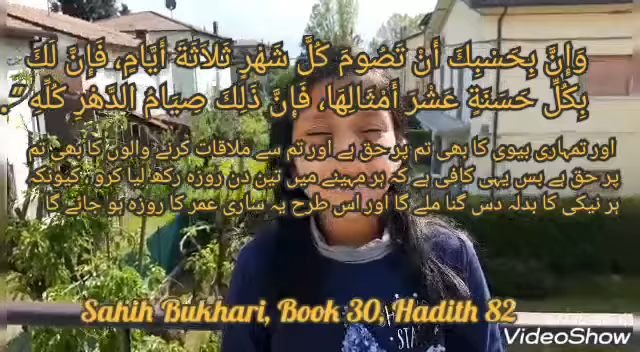 وَإِنَّ بِحَسْبِكَ أَنْ تَصُومَ كُلَّ شَهْرٍ ثَلاَثَةَ أَيَّامٍ، فَإِنَّ لَكَ
بِكُلِّ حَسَنَةٍ عَشْرَ أَمْثَالِهَا، فَإِنَّ ذَلِكَ صِيَامُ الدَّهْرِ كُلِّهِ ‏"‏‏.
اور تمہاری بیوی کا بھی تم پر حق ہے اور تم سے ملاقات کرنے والوں کا بھی تم
پر حق ہے بس یہی کافی ہے کہ ہر مہینے میں تین دن روزہ رکھ لیا کرو، کیونکہ
ہر نیکی کا بدلہ دس گنا ملے گا اور اس طرح یہ ساری عمر کا روزہ ہو جائے گا
Sahih Bukhari, Book 30, Hadith 82
STA
VideoShow